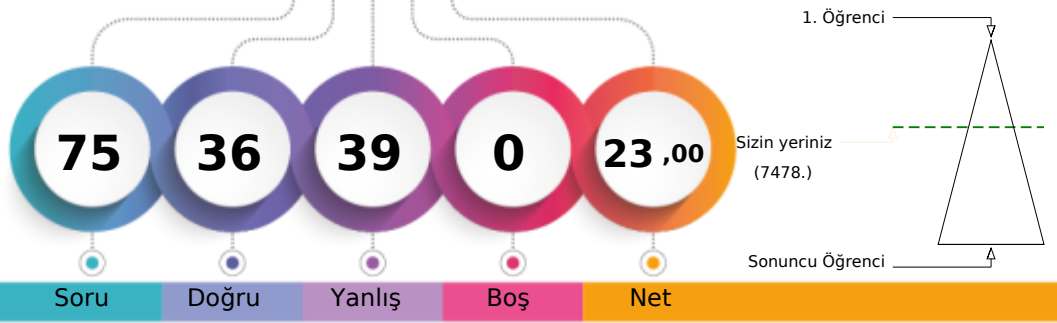 75 36 39 0 23 ,00
Soru Doğru Yanlış Boş Net
1. Öğrenci
Sizin yeriniz
(7478.)
Sonuncu Öğrenci